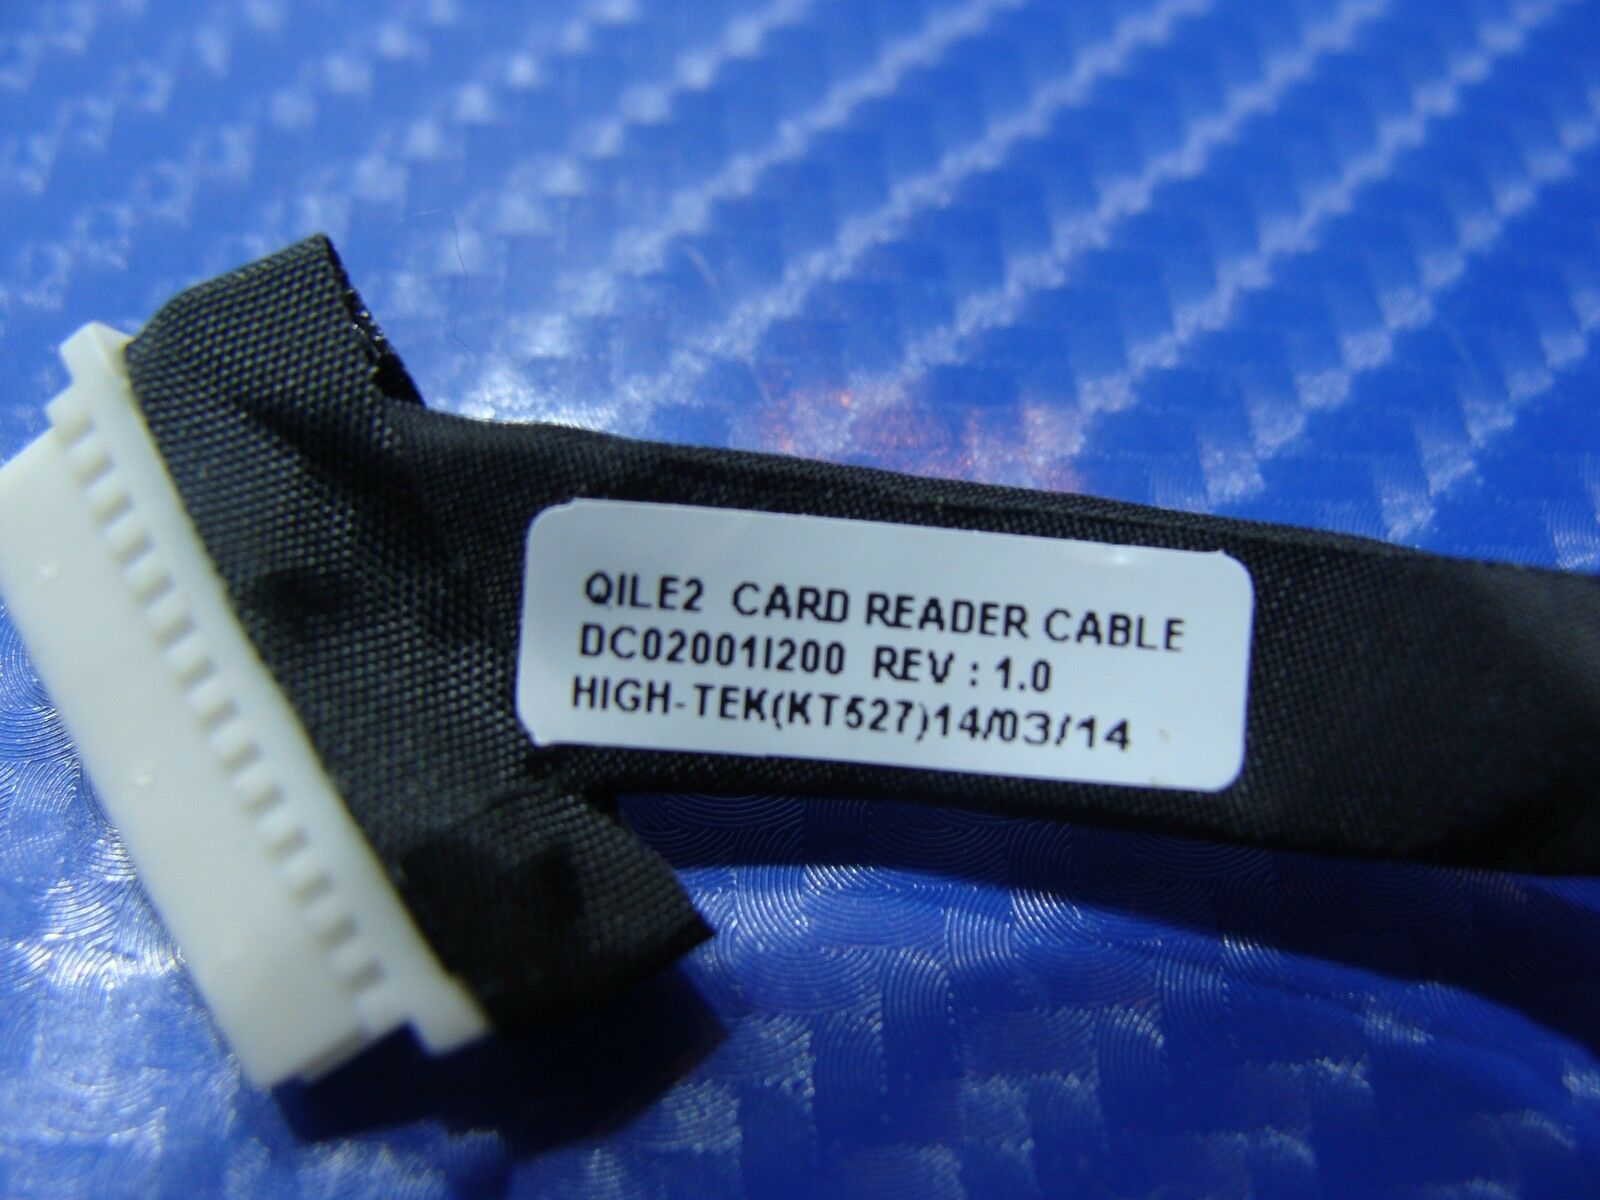 QILE2 CARD READER CABLE
DC02001I200 REV : 1.0
HIGH-TEK(KT527)14/03/14